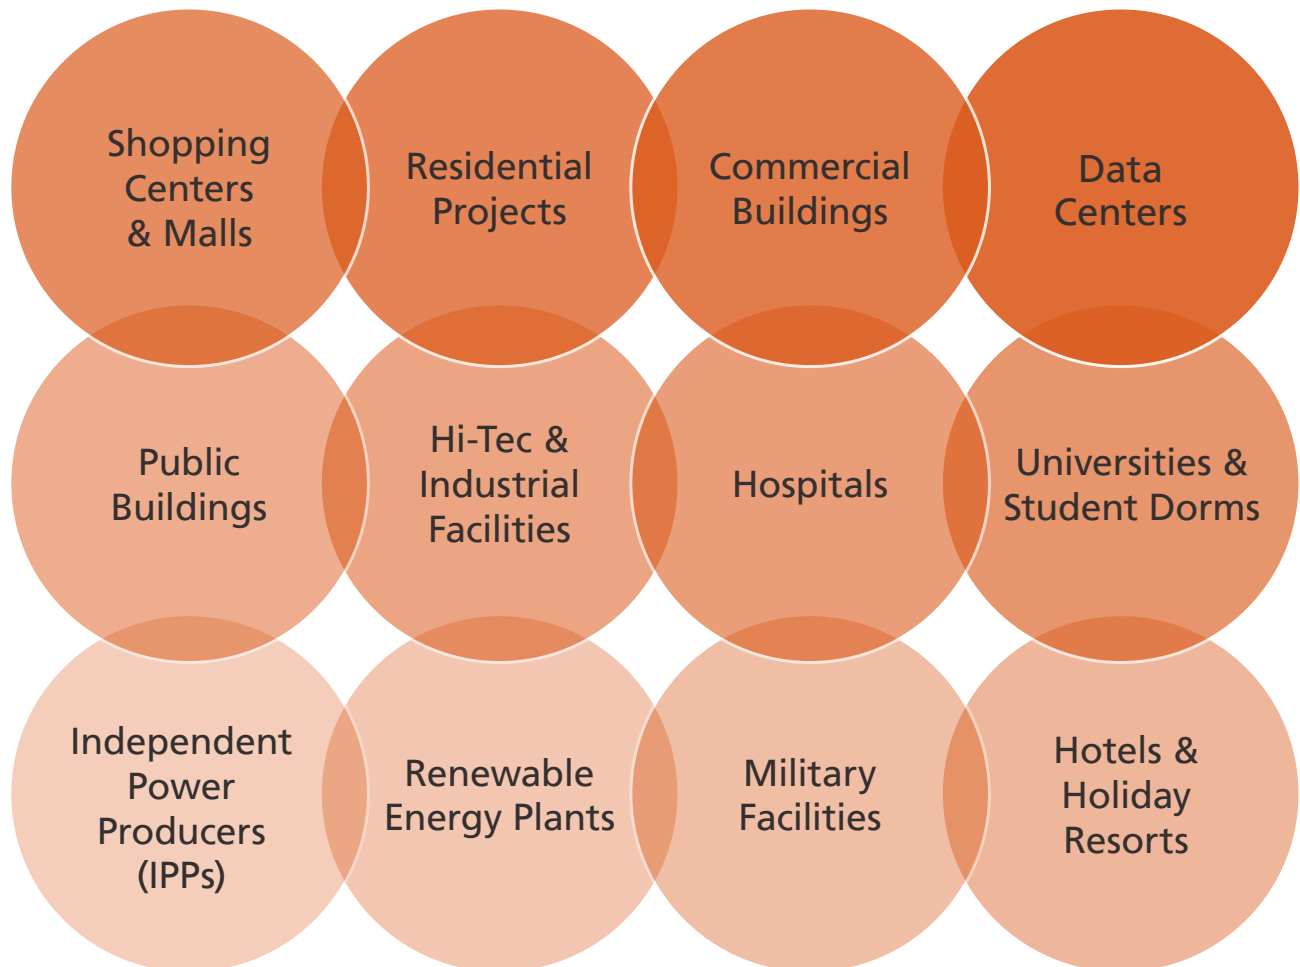 Shopping
Centers
& Malls
Residential
Projects
Commercial
Buildings
Data
Centers
Public
Buildings
Hi-Tec &
Industrial
Facilities
Hospitals
Universities &
Student Dorms
Independent
Power
Producers
(IPPs)
Renewable
Energy Plants
Military
Facilities
Hotels &
Holiday
Resorts